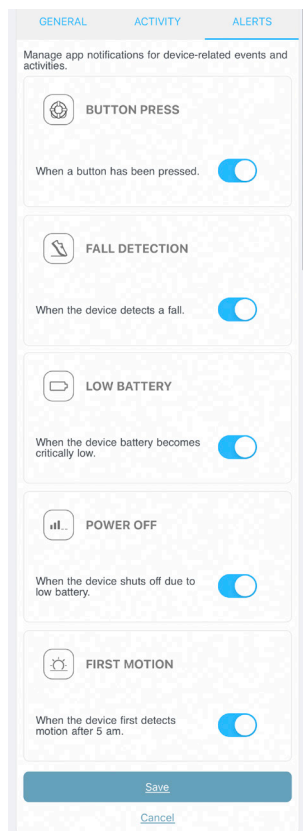 GENERAL ACTIVITY ALERTS
Manage app notifications for device-related events and
activities.
BUTTON PRESS
When a button has been pressed.
FALL DETECTION
When the device detects a fall.
LOW BATTERY
When the device battery becomes
critically low.
POWER OFF
When the device shuts off due to
low battery.
FIRST MOTION
When the device first detects
motion after 5 am.
Save
Cancel